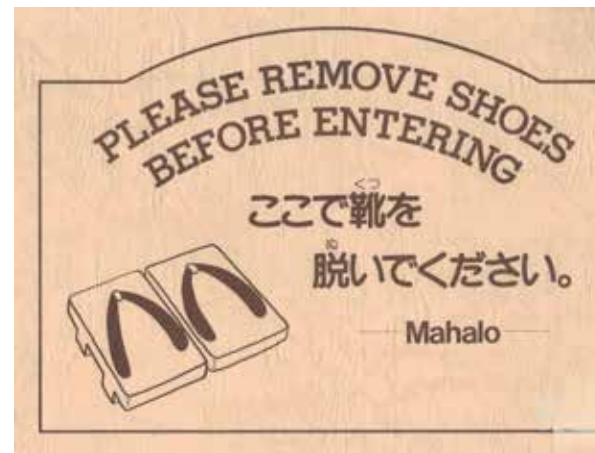 PLEASE REMOVE SHOES
BEFORE ENTERING
くつ
ここで靴を
ぬ
脱いでください。
Mahalo